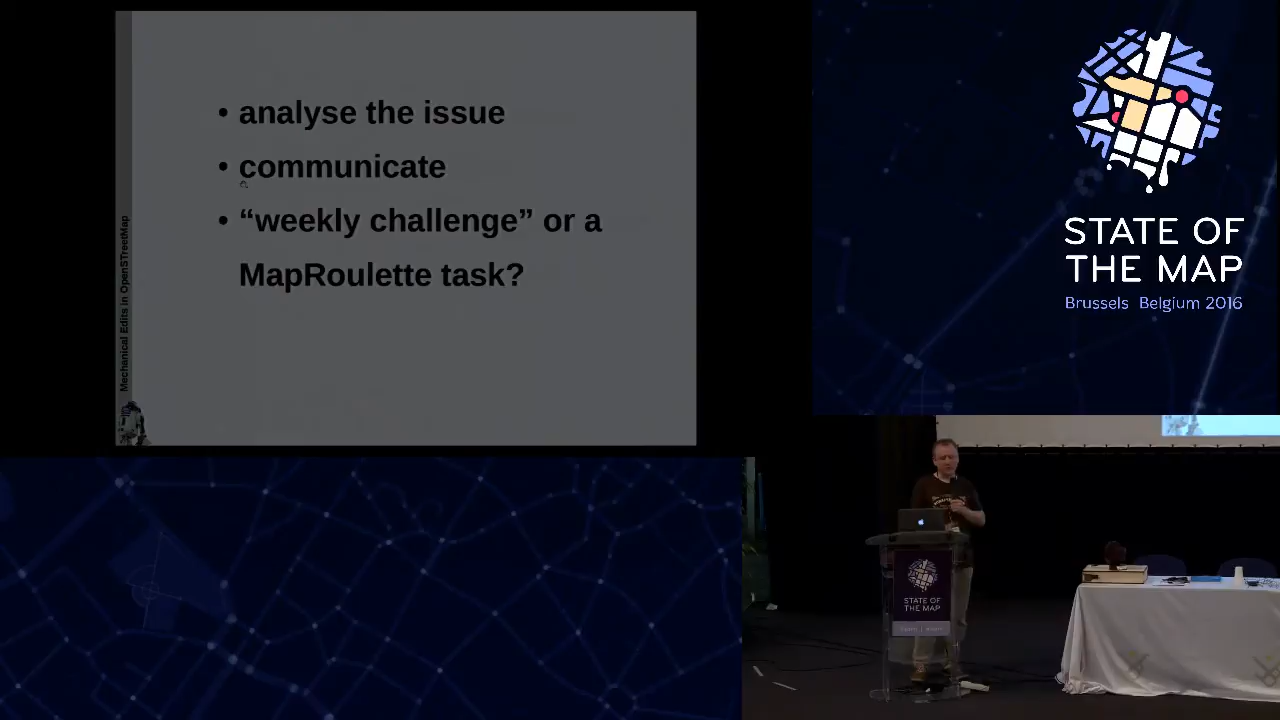 • analyse the issue
• communicate
• “weekly challenge” or a
MapRoulette task?
Mechanical Edits in OpenSTreetMap
STATE OF
THE MAP
Brussels Belgium 2016
STATE OF
THE MAP